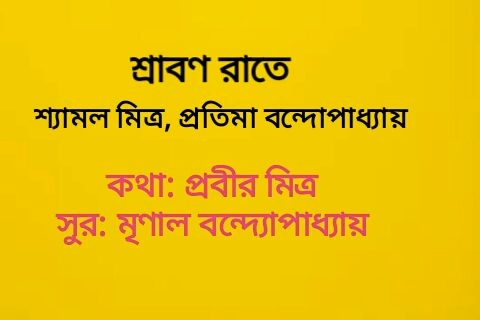 শ্রাবণ রাতে
শ্যামল মিত্র, প্রতিমা বন্দোপাধ্যায়
কথা: প্রবীর মিত্র
সুর: মৃণাল বন্দ্যোপাধ্যায়